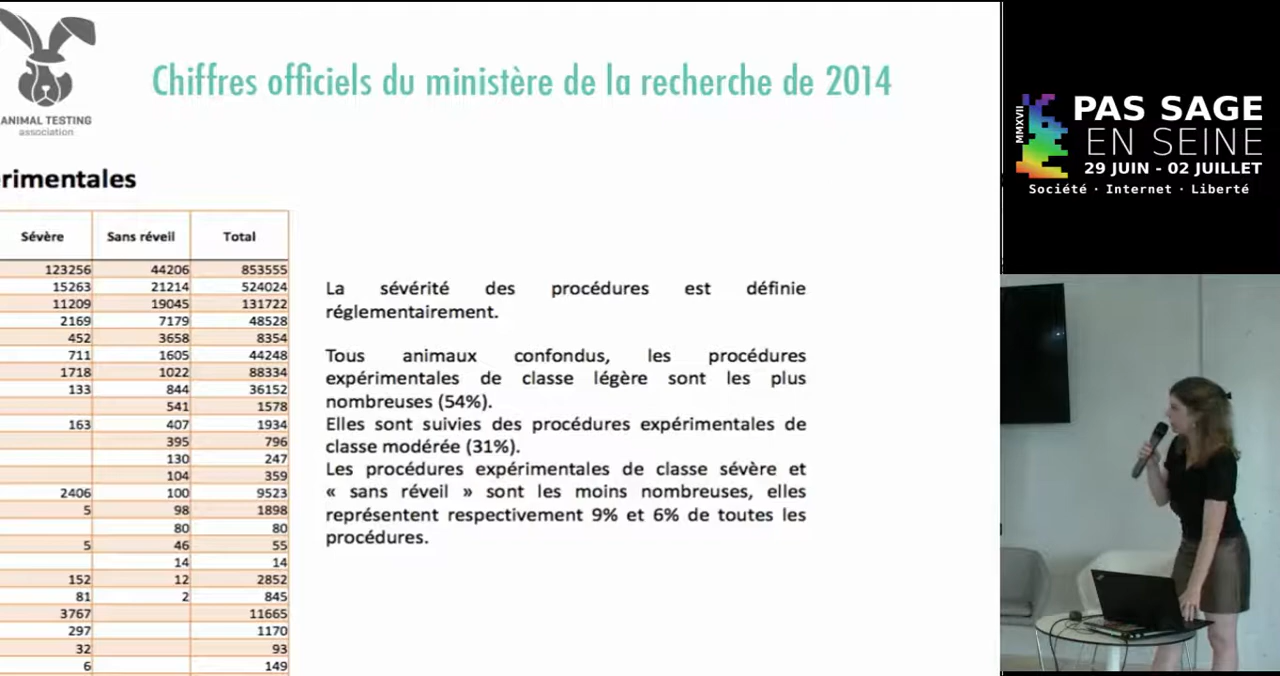 ANIMAL TESTING
association
Chiffres officiels du ministère de la recherche de 2014
rimentales
Sévère Sans réveil Total
123256 44206 853555
15263 21214 524024
11209 19045 131722
2169 7179 48528
452 3658 8354
711 1605 44248
1718 1022 88334
133 844 36152
541 1578
163 407 1934
395 796
130 247
104 359
2406 100 9523
5 98 1898
80 80
5 46 55
14 14
152 12 2852
81 2 845
3767 11665
297 1170
32 93
6 149
La sévérité des procédures est définie
réglementairement.
Tous animaux confondus, les procédures
expérimentales de classe légère sont les plus
nombreuses (54%).
Elles sont suivies des procédures expérimentales de
classe modérée (31%).
Les procédures expérimentales de classe sévère et
« sans réveil » sont les moins nombreuses, elles
représentent respectivement 9% et 6% de toutes les
procédures.
MMXVII
PAS SAGE
EN SEINE
29 JUIN - 02 JUILLET
Société · Internet · Liberté